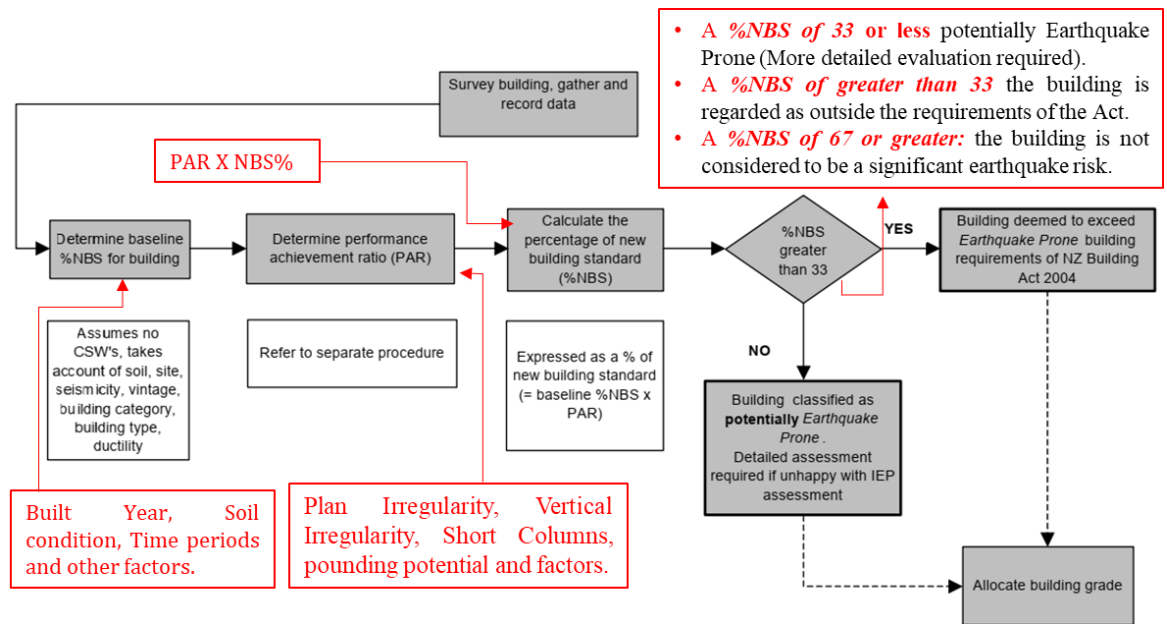 • A %NBS of 33 or less potentially Earthquake
Prone (More detailed evaluation required).
• A %NBS of greater than 33 the building is
regarded as outside the requirements of the Act.
• A %NBS of 67 or greater: the building is not
considered to be a significant earthquake risk.
Survey building, gather and
record data
PAR X NBS%
Determine baseline
%NBS for building
Determine performance
achievement ratio (PAR)
Calculate the
percentage of new
building standard
(%NBS)
%NBS
greater
than 33
YES
Building deemed to exceed
Earthquake Prone building
requirements of NZ Building
Act 2004
Assumes no
CSW's, takes
account of soil, site,
seismicity, vintage,
building category,
building type,
ductility
Refer to separate procedure
Expressed as a % of
new building standard
(= baseline %NBS x
PAR)
NO
Building classified as
potentially Earthquake
Prone .
Detailed assessment
required if unhappy with IEP
assessment
Built Year, Soil
condition, Time periods
and other factors.
Plan Irregularity, Vertical
Irregularity, Short Columns,
pounding potential and factors.
Allocate building grade